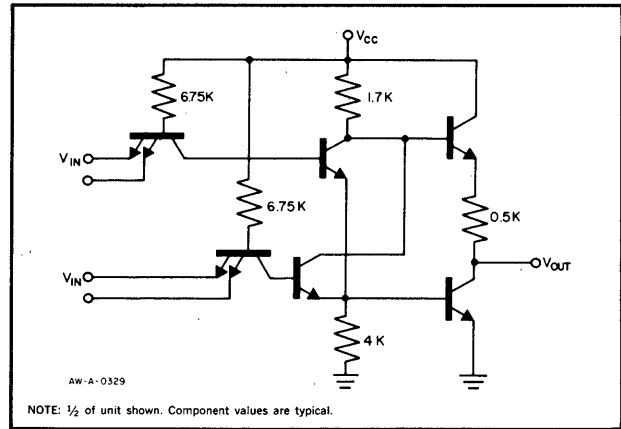 VCC
6.75K
1.7K
VIN
6.75K
0.5K
VIN
VOUT
4K
AW-A-0329
NOTE: ½ of unit shown. Component values are typical.